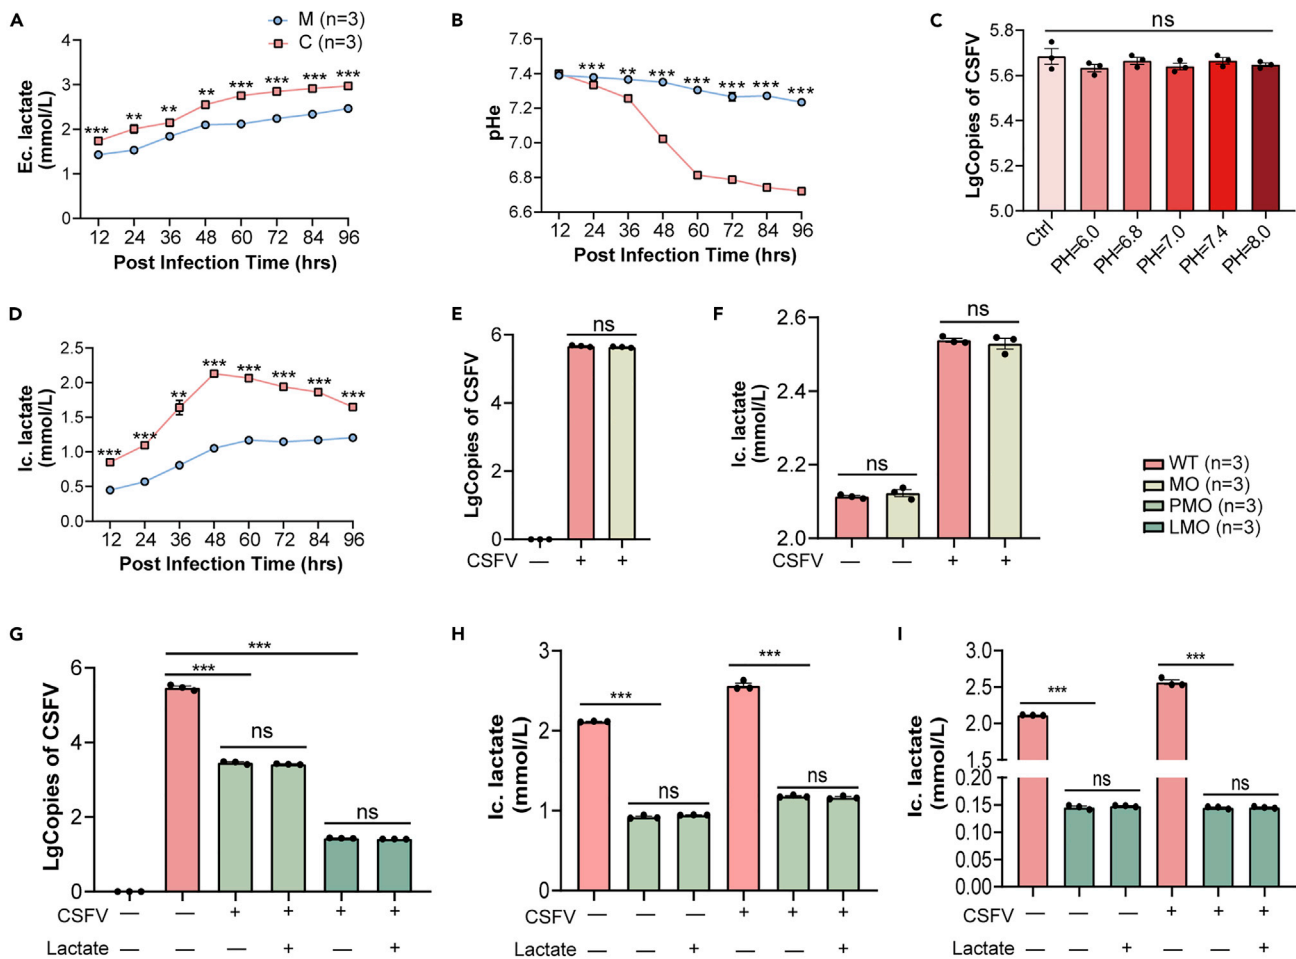 A
M (n=3)
C (n=3)
Ec. lactate
(mmol/L)
4
3
2
1
0
*** ** ** *** *** *** *** ***
12 24 36 48 60 72 84 96
Post Infection Time (hrs)
B
pHe
7.6
7.4
7.2
7.0
6.8
6.6
*** ** *** *** *** *** ***
12 24 36 48 60 72 84 96
Post Infection Time (hrs)
C
ns
LgCopies of CSFV
5.8
5.6
5.4
5.2
5.0
Ctrl PH=6.0 PH=6.8 PH=7.0 PH=7.4 PH=8.0
D
Ic. lactate
(mmol/L)
2.5
2.0
1.5
1.0
0.5
0.0
*** *** ** *** *** *** *** ***
12 24 36 48 60 72 84 96
Post Infection Time (hrs)
E
ns
LgCopies of CSFV
6
4
2
0
CSFV — + +
F
Ic. lactate
(mmol/L)
2.6
2.4
2.2
2.0
ns ns
CSFV — — + +
WT (n=3)
MO (n=3)
PMO (n=3)
LMO (n=3)
G
LgCopies of CSFV
6
4
2
0
***
***
ns
ns
CSFV — — + + + +
Lactate — — — + — +
H
Ic. lactate
(mmol/L)
3
2
1
0
*** ns *** ns
CSFV — — — + + +
Lactate — — + — — +
I
Ic. lactate
(mmol/L)
3.0
2.5
2.0
1.5
0.20
0.15
0.10
0.05
0.00
*** ns *** ns
CSFV — — — + + +
Lactate — — + — — +